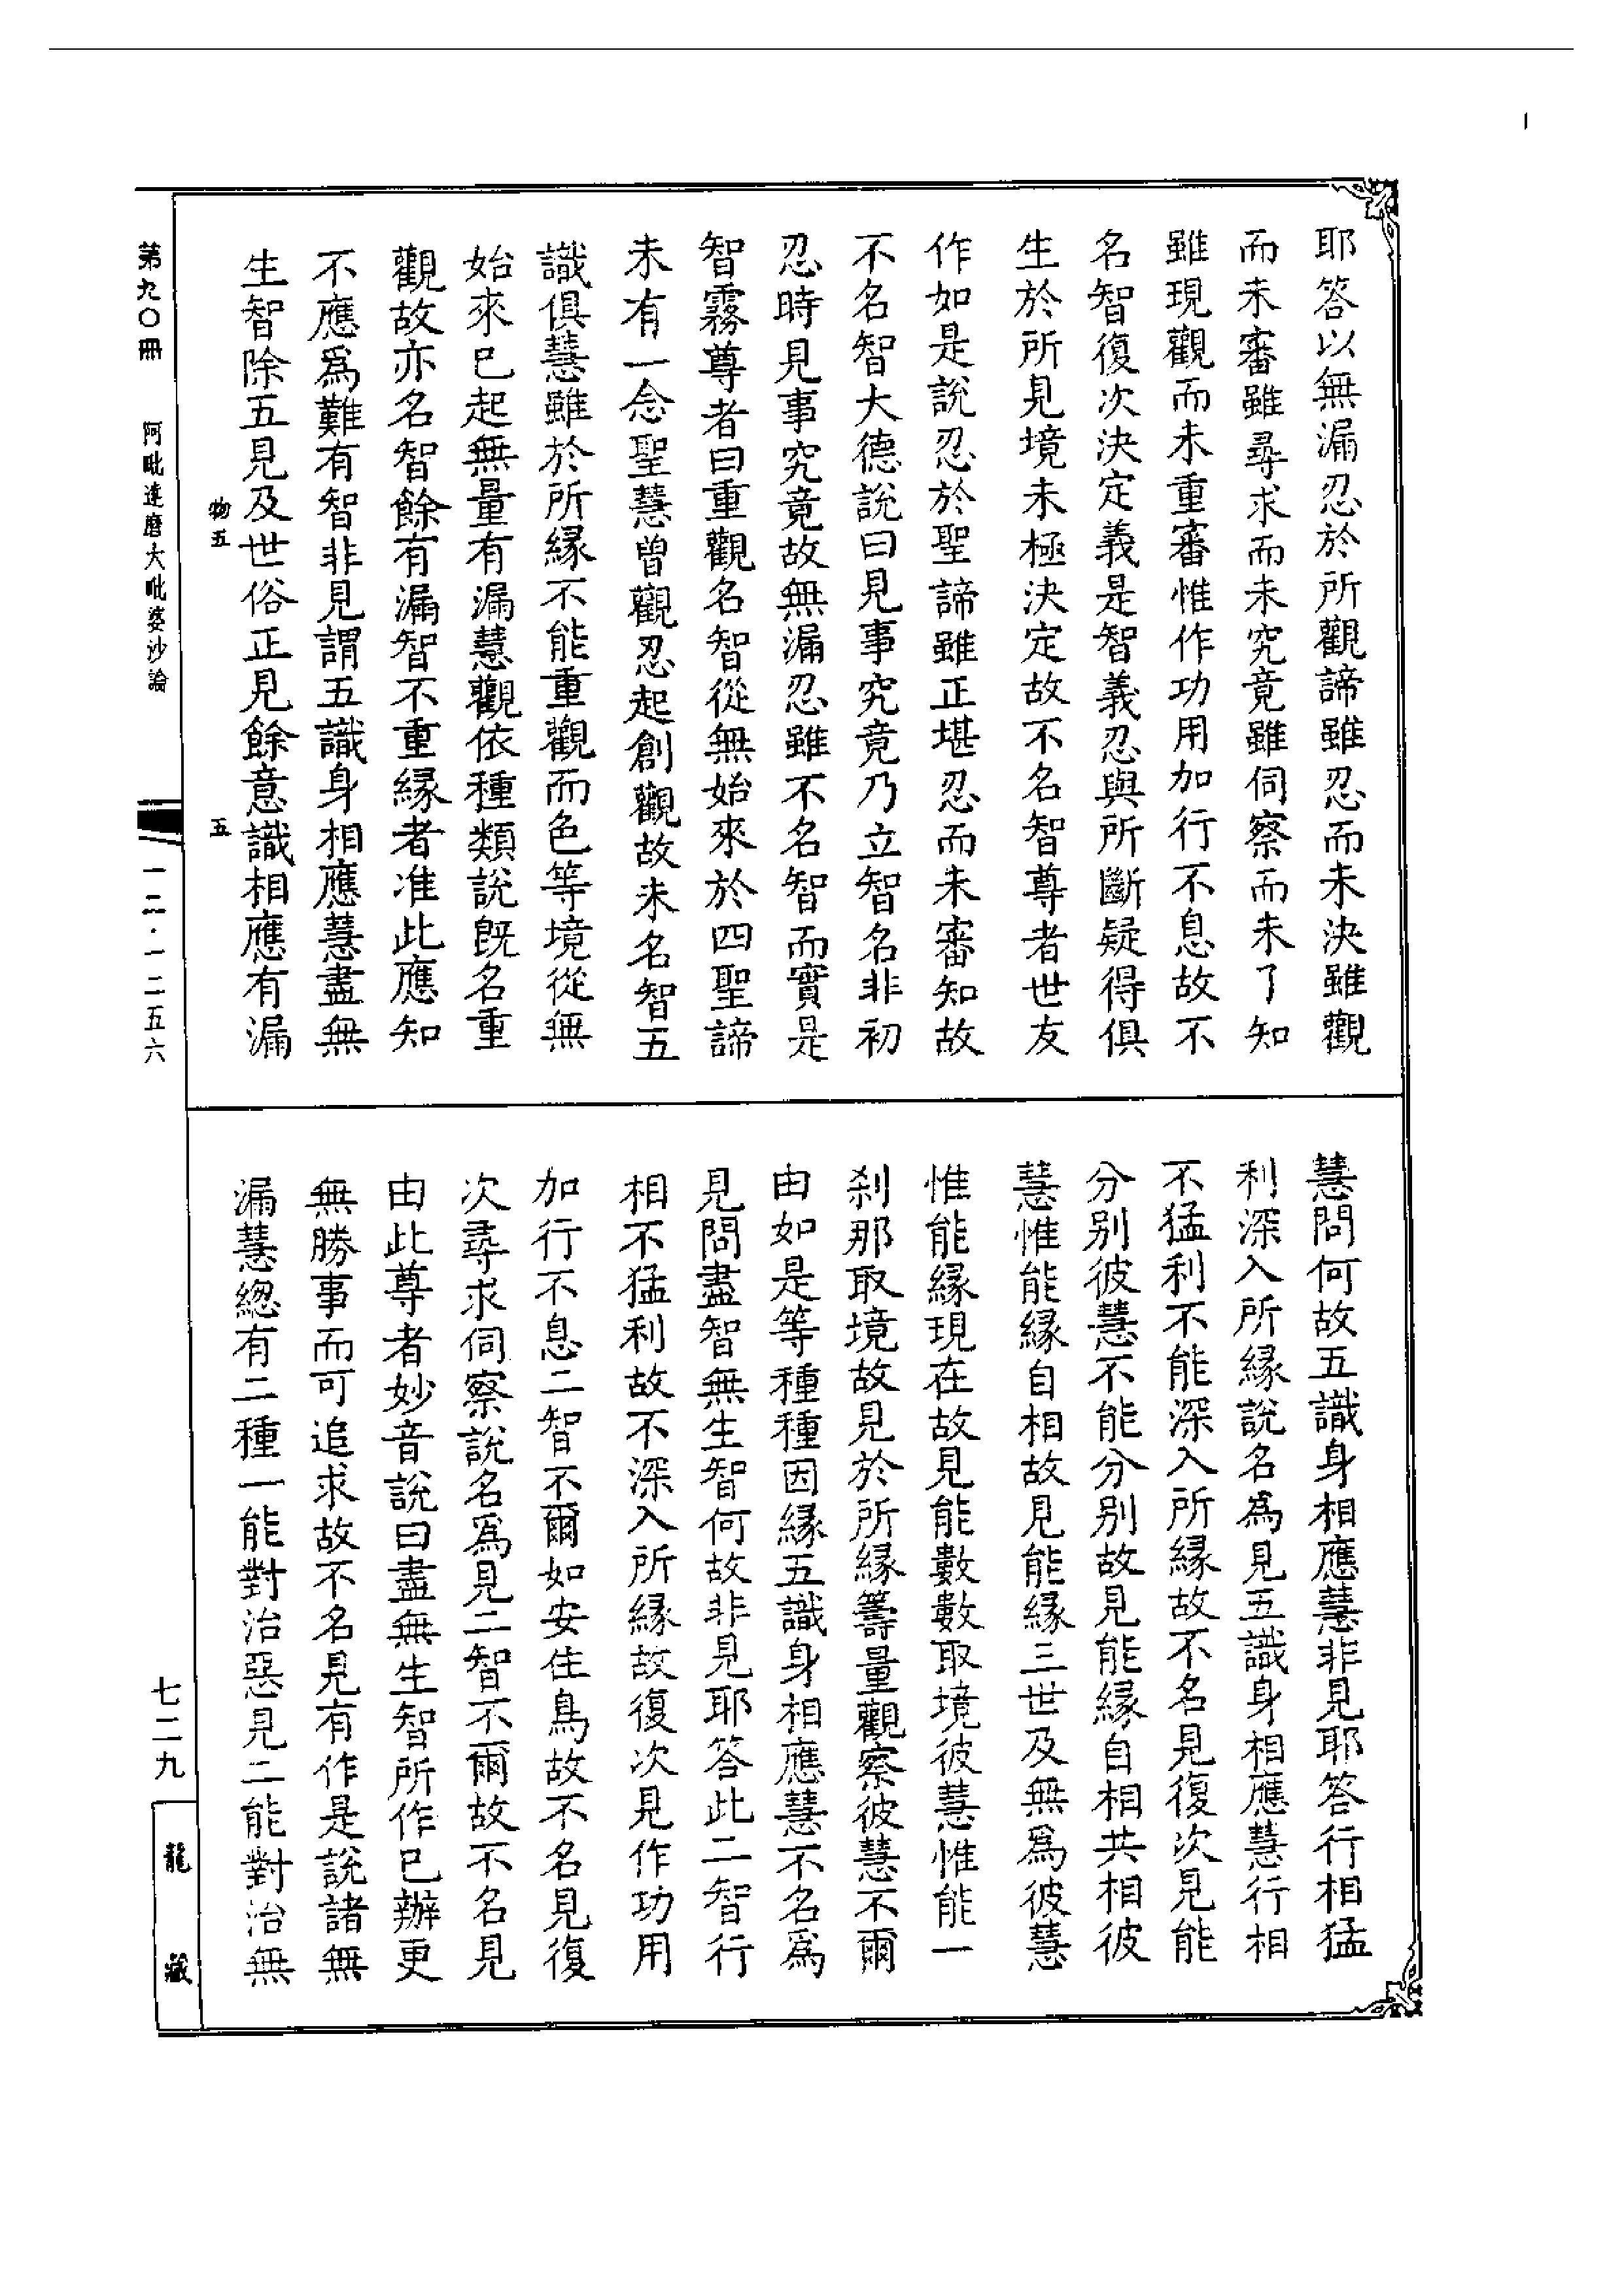 耶答以無漏忍於所觀諦雖忍而未決雖觀
而未審雖尋求而未究竟雖伺察而未了知
雖現觀而未重審惟作功用加行不息故不
名智復次決定義是智義忍與所斷疑得俱
生於所見境未極決定故不名智尊者世友
作如是說忍於聖諦雖正堪忍而未審知故
不名智大德說曰見事究竟乃立智名非初
忍時見事究竟故無漏忍雖不名智而實是
智霧尊者曰重觀名智從無始來於四聖諦
未有一念聖慧曾觀忍起創觀故未名智五
識俱慧雖於所緣不能重觀而色等境從無
始來已起無量有漏慧觀依種類說既名重
觀故亦名智餘有漏智不重緣者准此應知
不應爲難有智非見謂五識身相應慧盡無
生智除五見及世俗正見餘意識相應有漏
慧問何故五識身相應慧非見耶答行相猛
利深入所緣說名爲見五識身相應慧行相
不猛利不能深入所緣故不名見復次見能
分別彼慧不能分別故見能緣自相共相彼
慧惟能緣自相故見能緣三世及無爲彼慧
惟能緣現在故見能數數取境彼慧惟能一
刹那取境故見於所緣籌量觀察彼慧不爾
由如是等種種因緣五識身相應慧不名爲
見問盡智無生智何故非見耶答此二智行
相不猛利故不深入所緣故復次見作功用
加行不息二智不爾如安住鳥故不名見復
次尋求伺察說名爲見二智不爾故不名見
由此尊者妙音說曰盡無生智所作已辦更
無勝事而可追求故不名見有作是說諸無
漏慧總有二種一能對治惡見二能對治無
物五
五
第九〇冊
阿毗達磨大毗婆沙論
一二·一二五六
七二九
龍藏